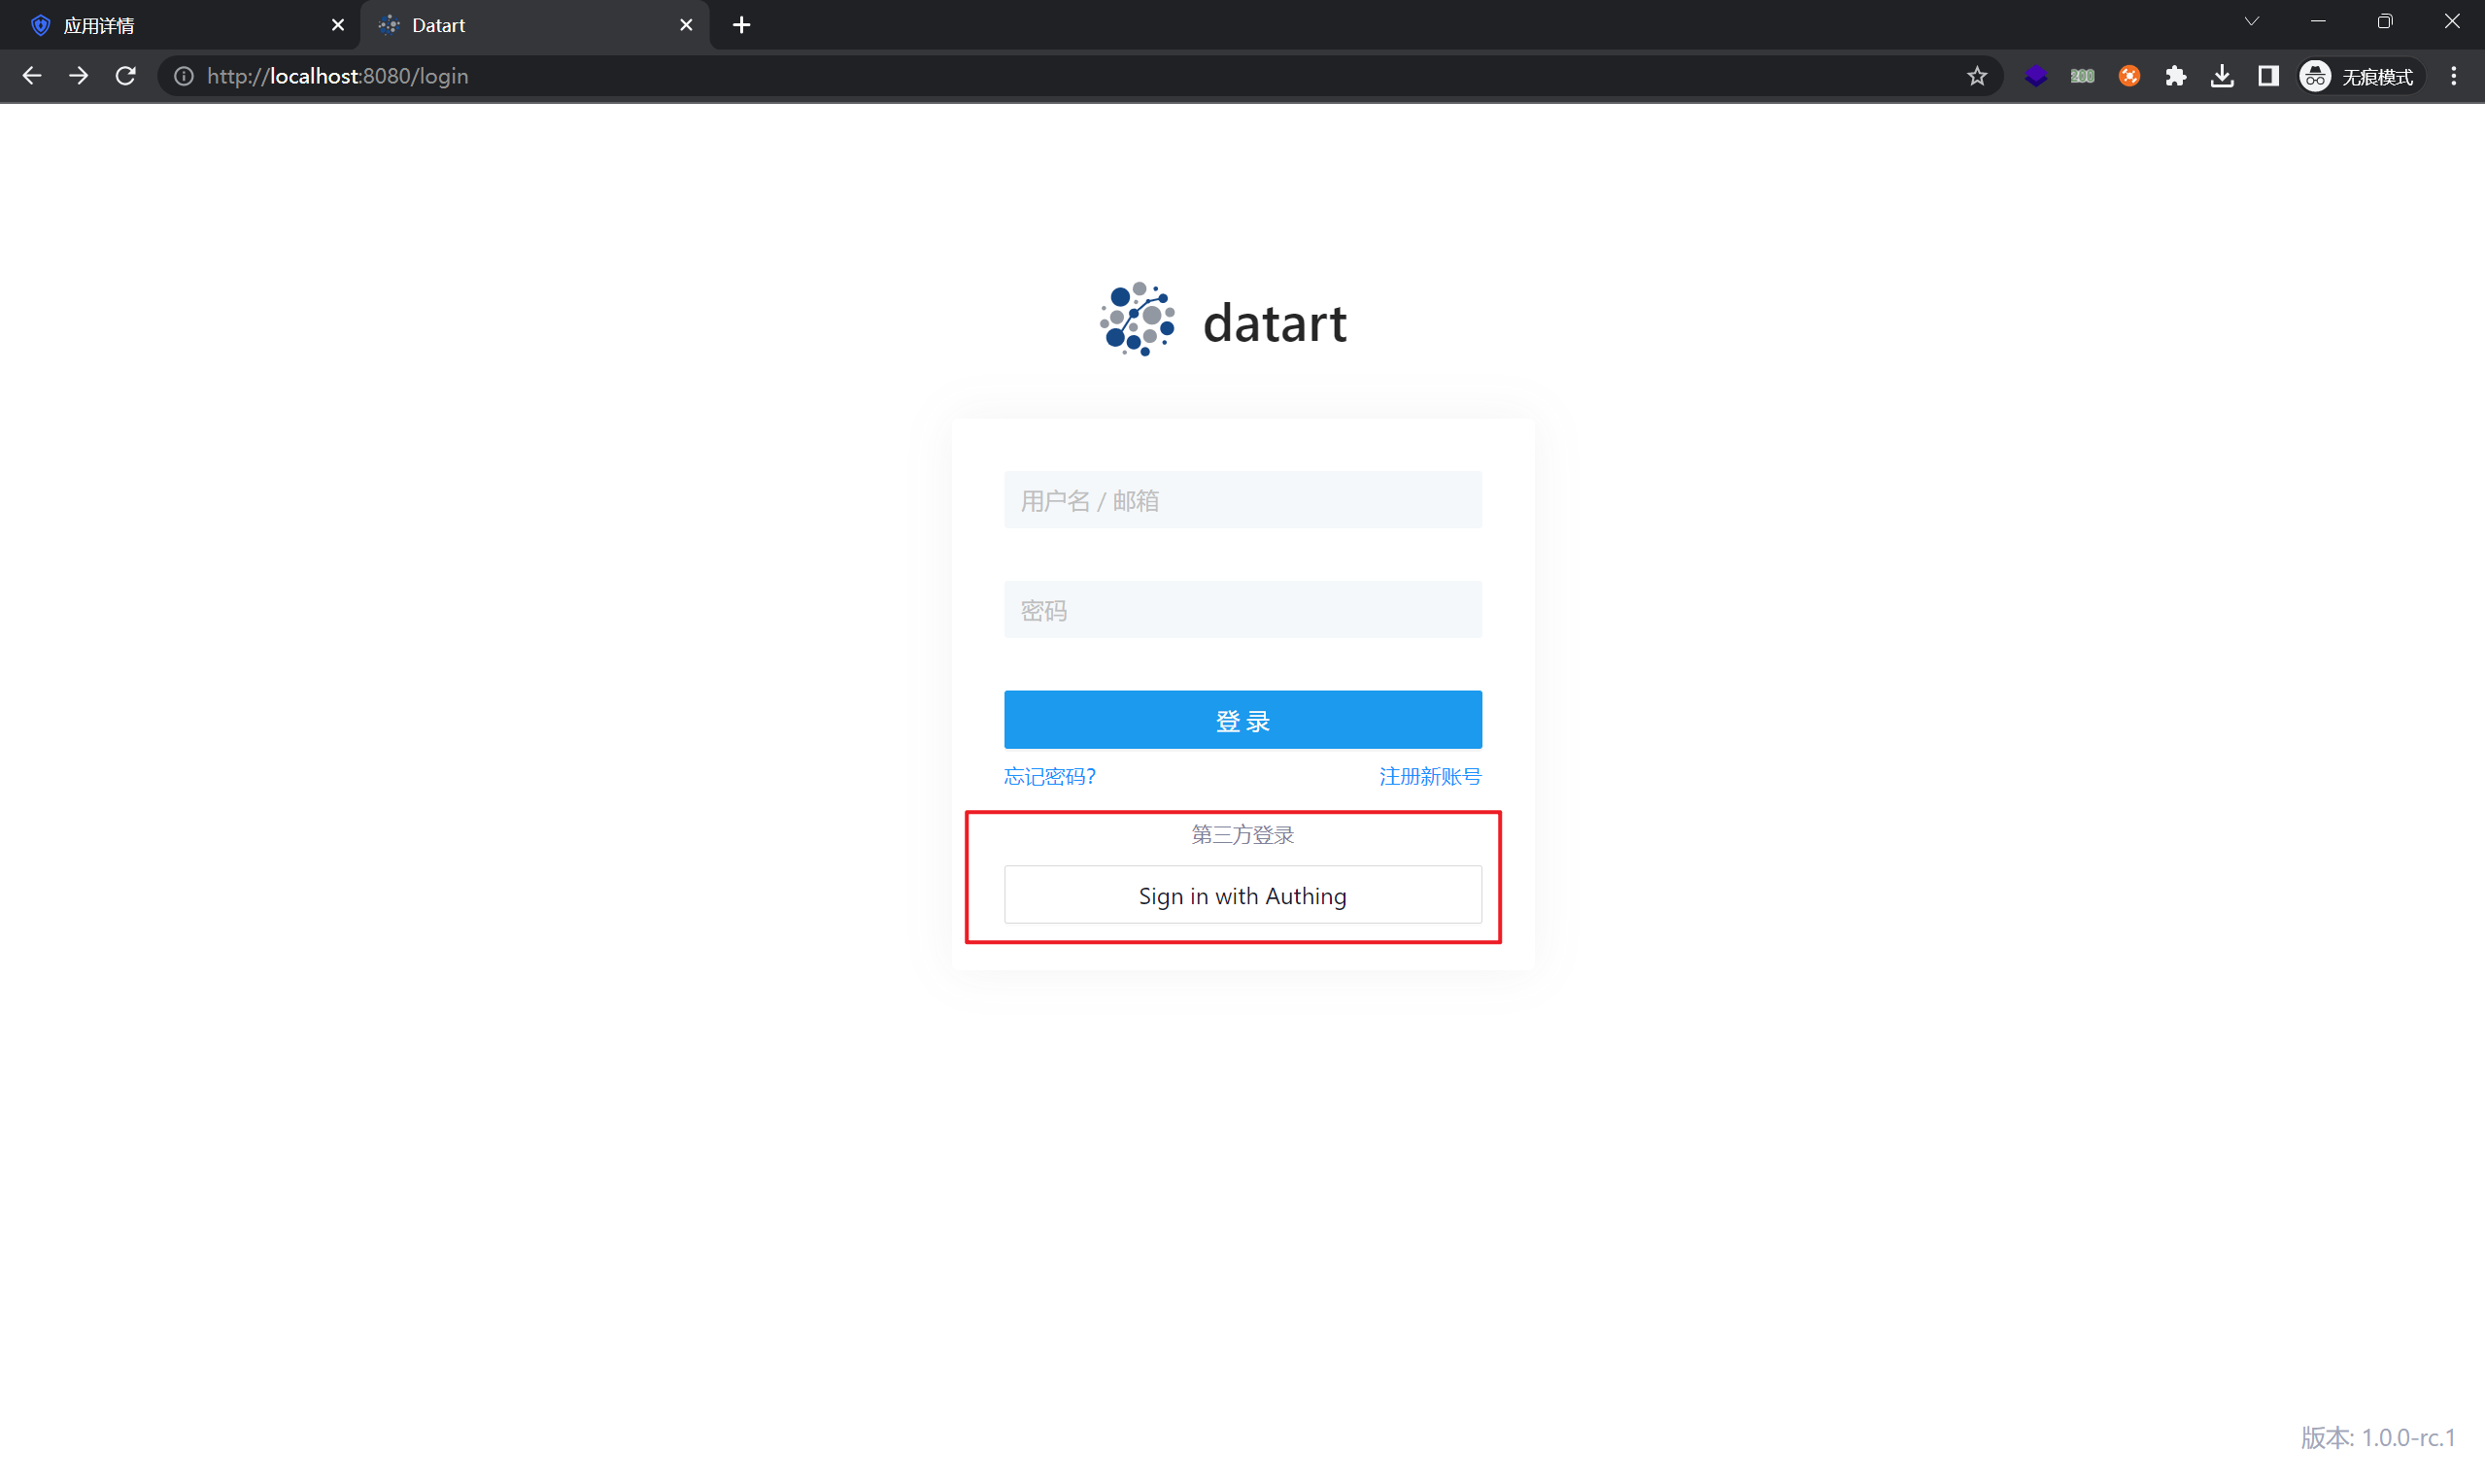 应用详情
Datart
http://localhost:8080/login
200
无痕模式
datart
用户名 / 邮箱
密码
登 录
忘记密码?
注册新账号
第三方登录
Sign in with Authing
版本: 1.0.0-rc.1